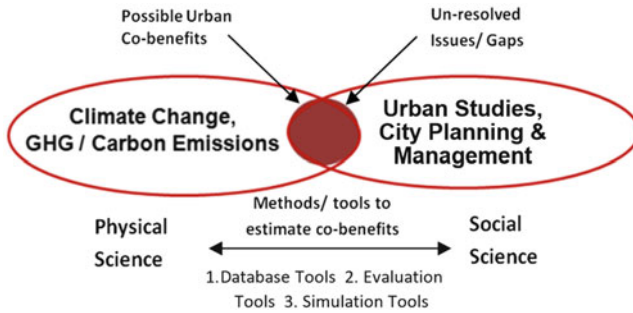 Possible Urban
Co-benefits
Un-resolved
Issues/ Gaps
Climate Change,
GHG / Carbon Emissions
Urban Studies,
City Planning &
Management
Physical
Science
Methods/ tools to
estimate co-benefits
Social
Science
1.Database Tools 2. Evaluation
Tools 3. Simulation Tools